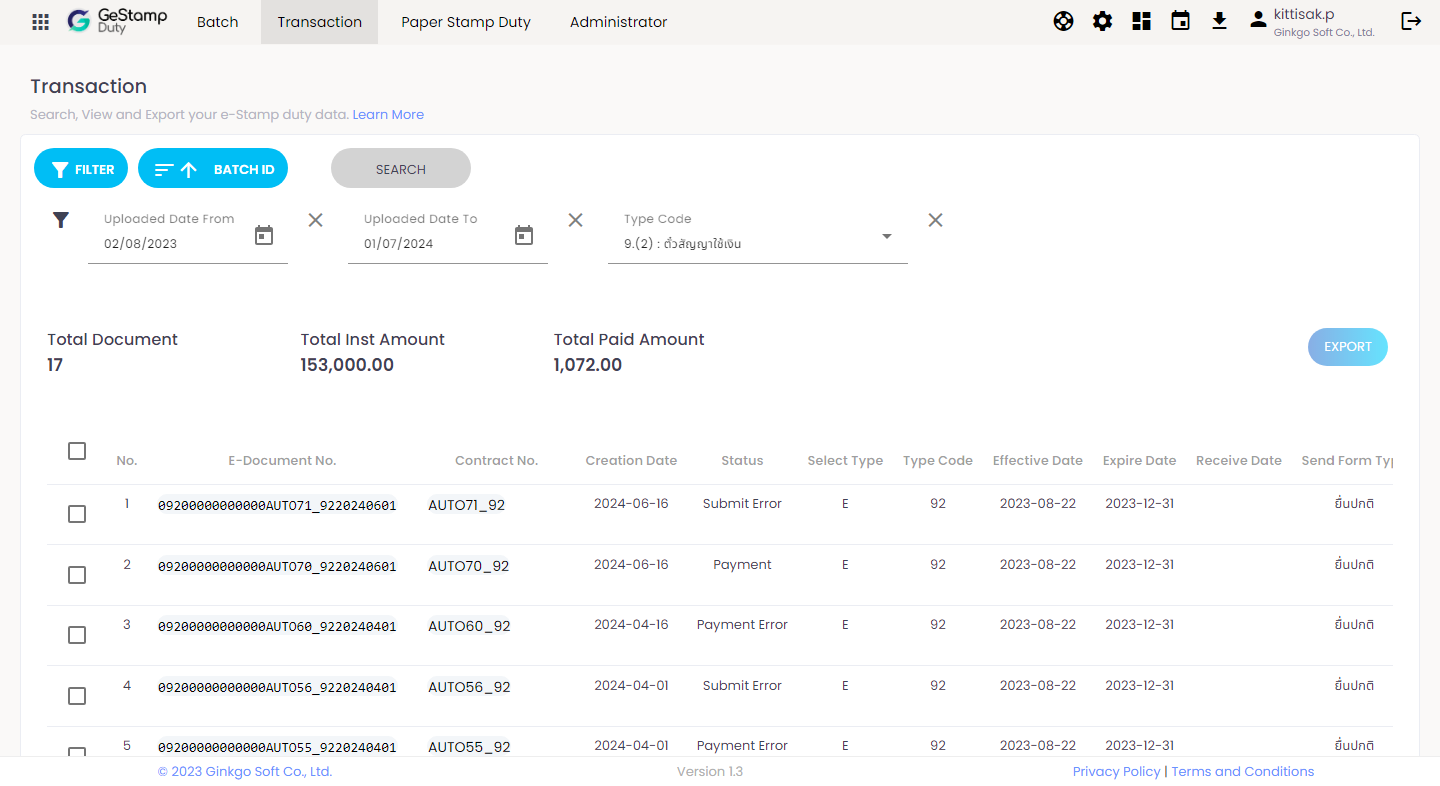 GeStamp
Duty
Batch
Transaction
Paper Stamp Duty
Administrator
kittisak.p
Ginkgo Soft Co., Ltd.
Transaction
Search, View and Export your e-Stamp duty data. Learn More
FILTER
BATCH ID
SEARCH
Uploaded Date From
02/08/2023
Uploaded Date To
01/07/2024
Type Code
9.(2) : ตั๋วสัญญาใช้เงิน
Total Document
17
Total Inst Amount
153,000.00
Total Paid Amount
1,072.00
EXPORT
No. E-Document No. Contract No. Creation Date Status Select Type Type Code Effective Date Expire Date Receive Date Send Form Typ
1 09200000000000AUTO71_9220240601 AUTO71_92 2024-06-16 Submit Error E 92 2023-08-22 2023-12-31 ยื่นปกติ
2 09200000000000AUTO70_9220240601 AUTO70_92 2024-06-16 Payment E 92 2023-08-22 2023-12-31 ยื่นปกติ
3 09200000000000AUTO60_9220240401 AUTO60_92 2024-04-16 Payment Error E 92 2023-08-22 2023-12-31 ยื่นปกติ
4 09200000000000AUTO56_9220240401 AUTO56_92 2024-04-01 Submit Error E 92 2023-08-22 2023-12-31 ยื่นปกติ
5 09200000000000AUTO55_9220240401 AUTO55_92 2024-04-01 Payment Error E 92 2023-08-22 2023-12-31 ยื่นปกติ
© 2023 Ginkgo Soft Co., Ltd.
Version 1.3
Privacy Policy | Terms and Conditions